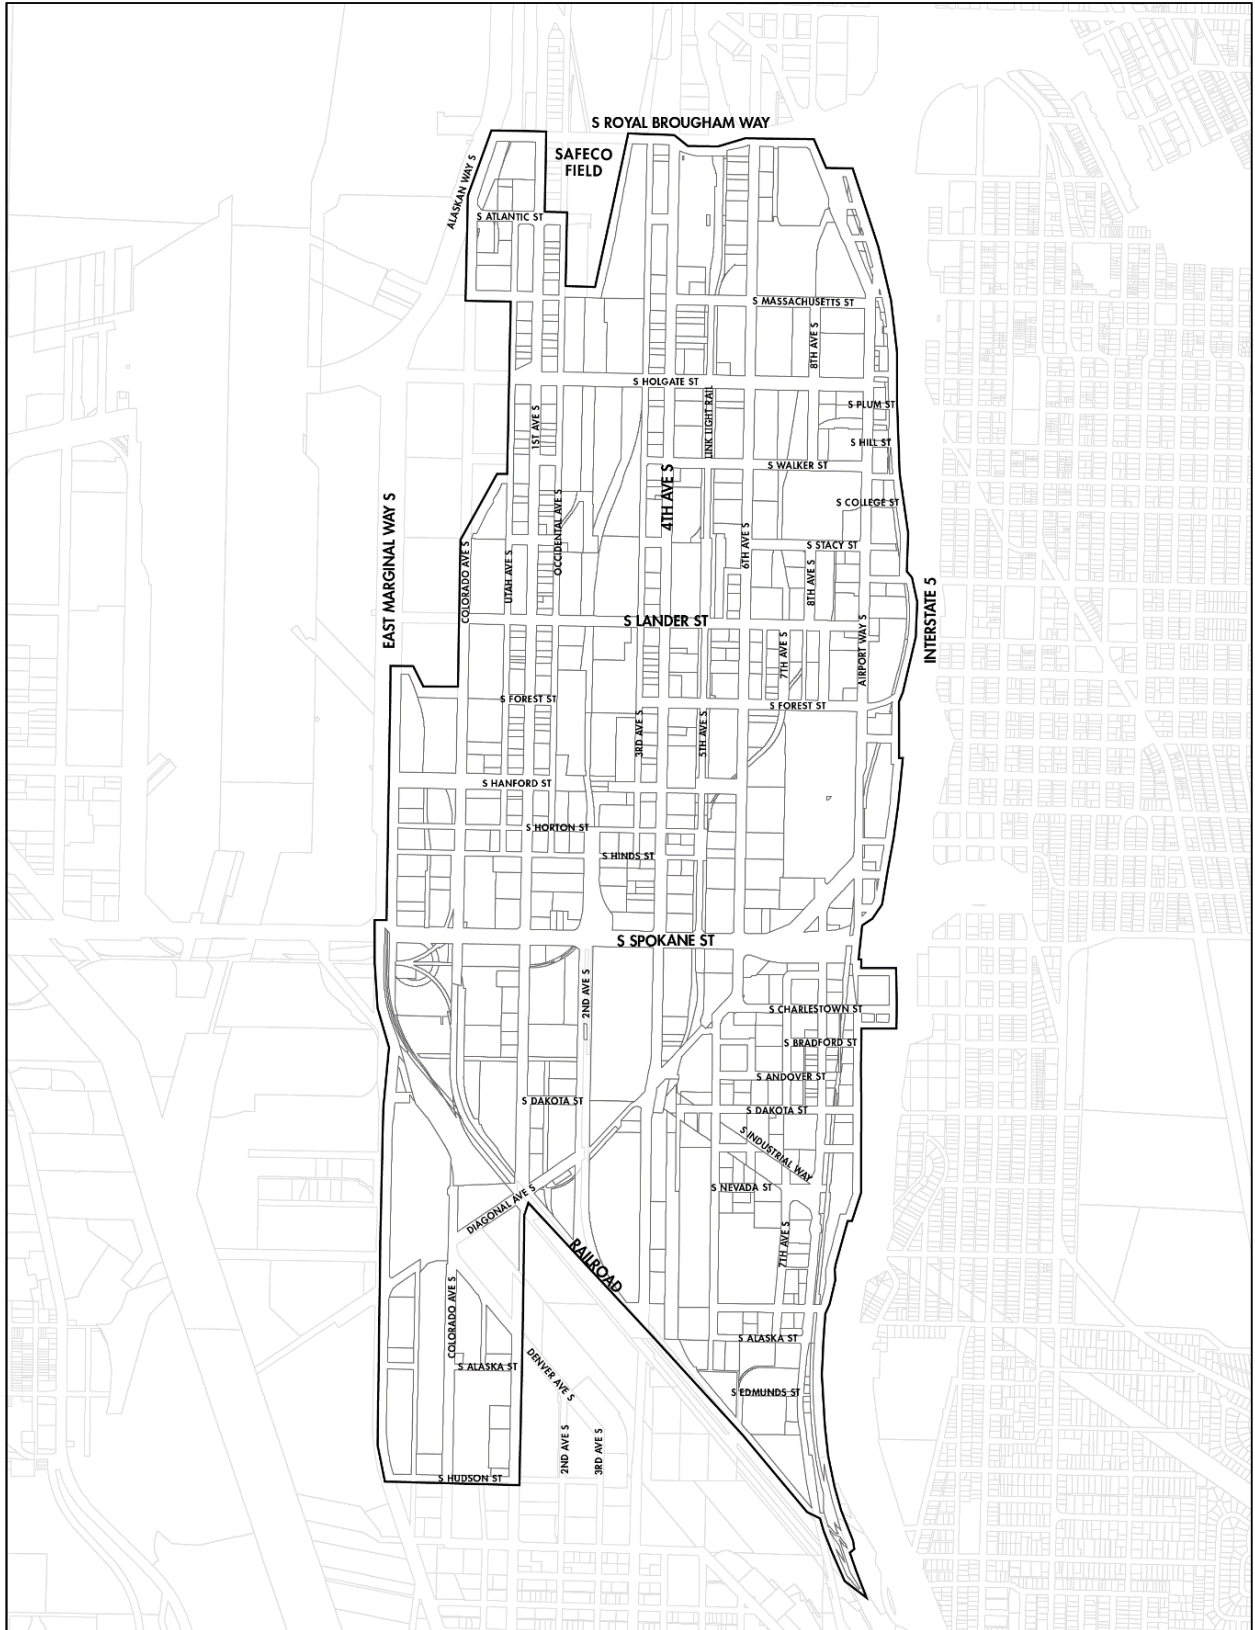 S ROYAL BROUGHAM WAY
SAFECO
FIELD
ALASKAN WAY S
S ATLANTIC ST
S MASSACHUSETTS ST
8TH AVE S
S HOLGATE ST
LINK LIGHT RAIL
S PLUM ST
1ST AVE S
S HILL ST
S WALKER ST
4TH AVE S
OCCIDENTAL AVE S
S COLLEGE ST
EAST MARGINAL WAY S
COLORADO AVE S
UTAH AVE S
6TH AVE S
S STACY ST
8TH AVE S
INTERSTATE 5
S LANDER ST
7TH AVE S
AIRPORT WAY S
S FOREST ST
S FOREST ST
3RD AVE S
5TH AVE S
S HANFORD ST
S HORTON ST
S HINDS ST
S SPOKANE ST
2ND AVE S
S CHARLESTOWN ST
S BRADFORD ST
S ANDOVER ST
S DAKOTA ST
S DAKOTA ST
S INDUSTRIAL WAY
S NEVADA ST
DIAGONAL AVE S
7TH AVE S
RAILROAD
COLORADO AVE S
S ALASKA ST
S ALASKA ST
DENVER AVE S
S EDMUNDS ST
2ND AVE S
3RD AVE S
S HUDSON ST